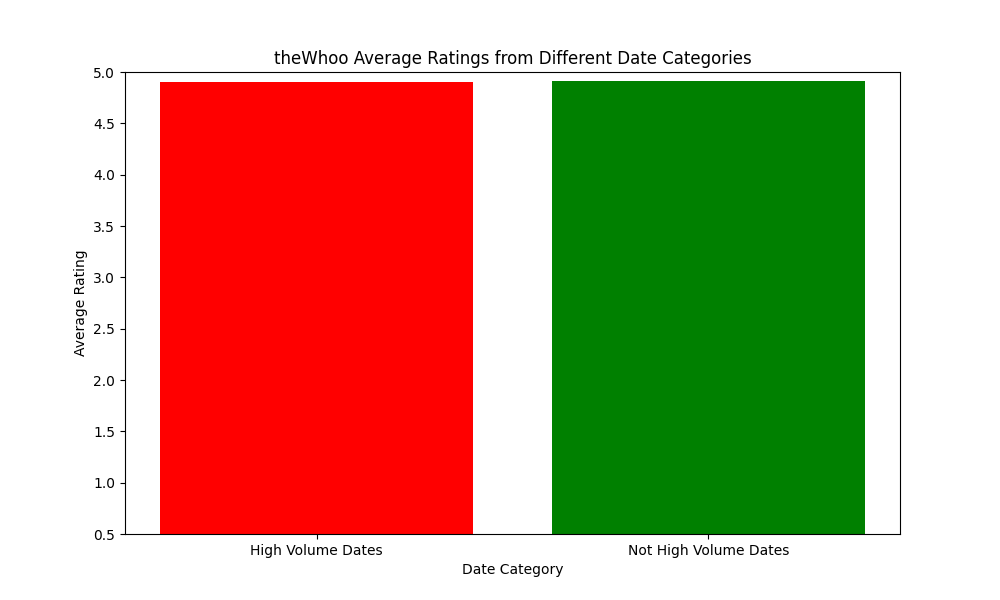 theWhoo Average Ratings from Different Date Categories
5.0
4.5
4.0
3.5
3.0
2.5
2.0
1.5
1.0
0.5
Average Rating
High Volume Dates
Not High Volume Dates
Date Category